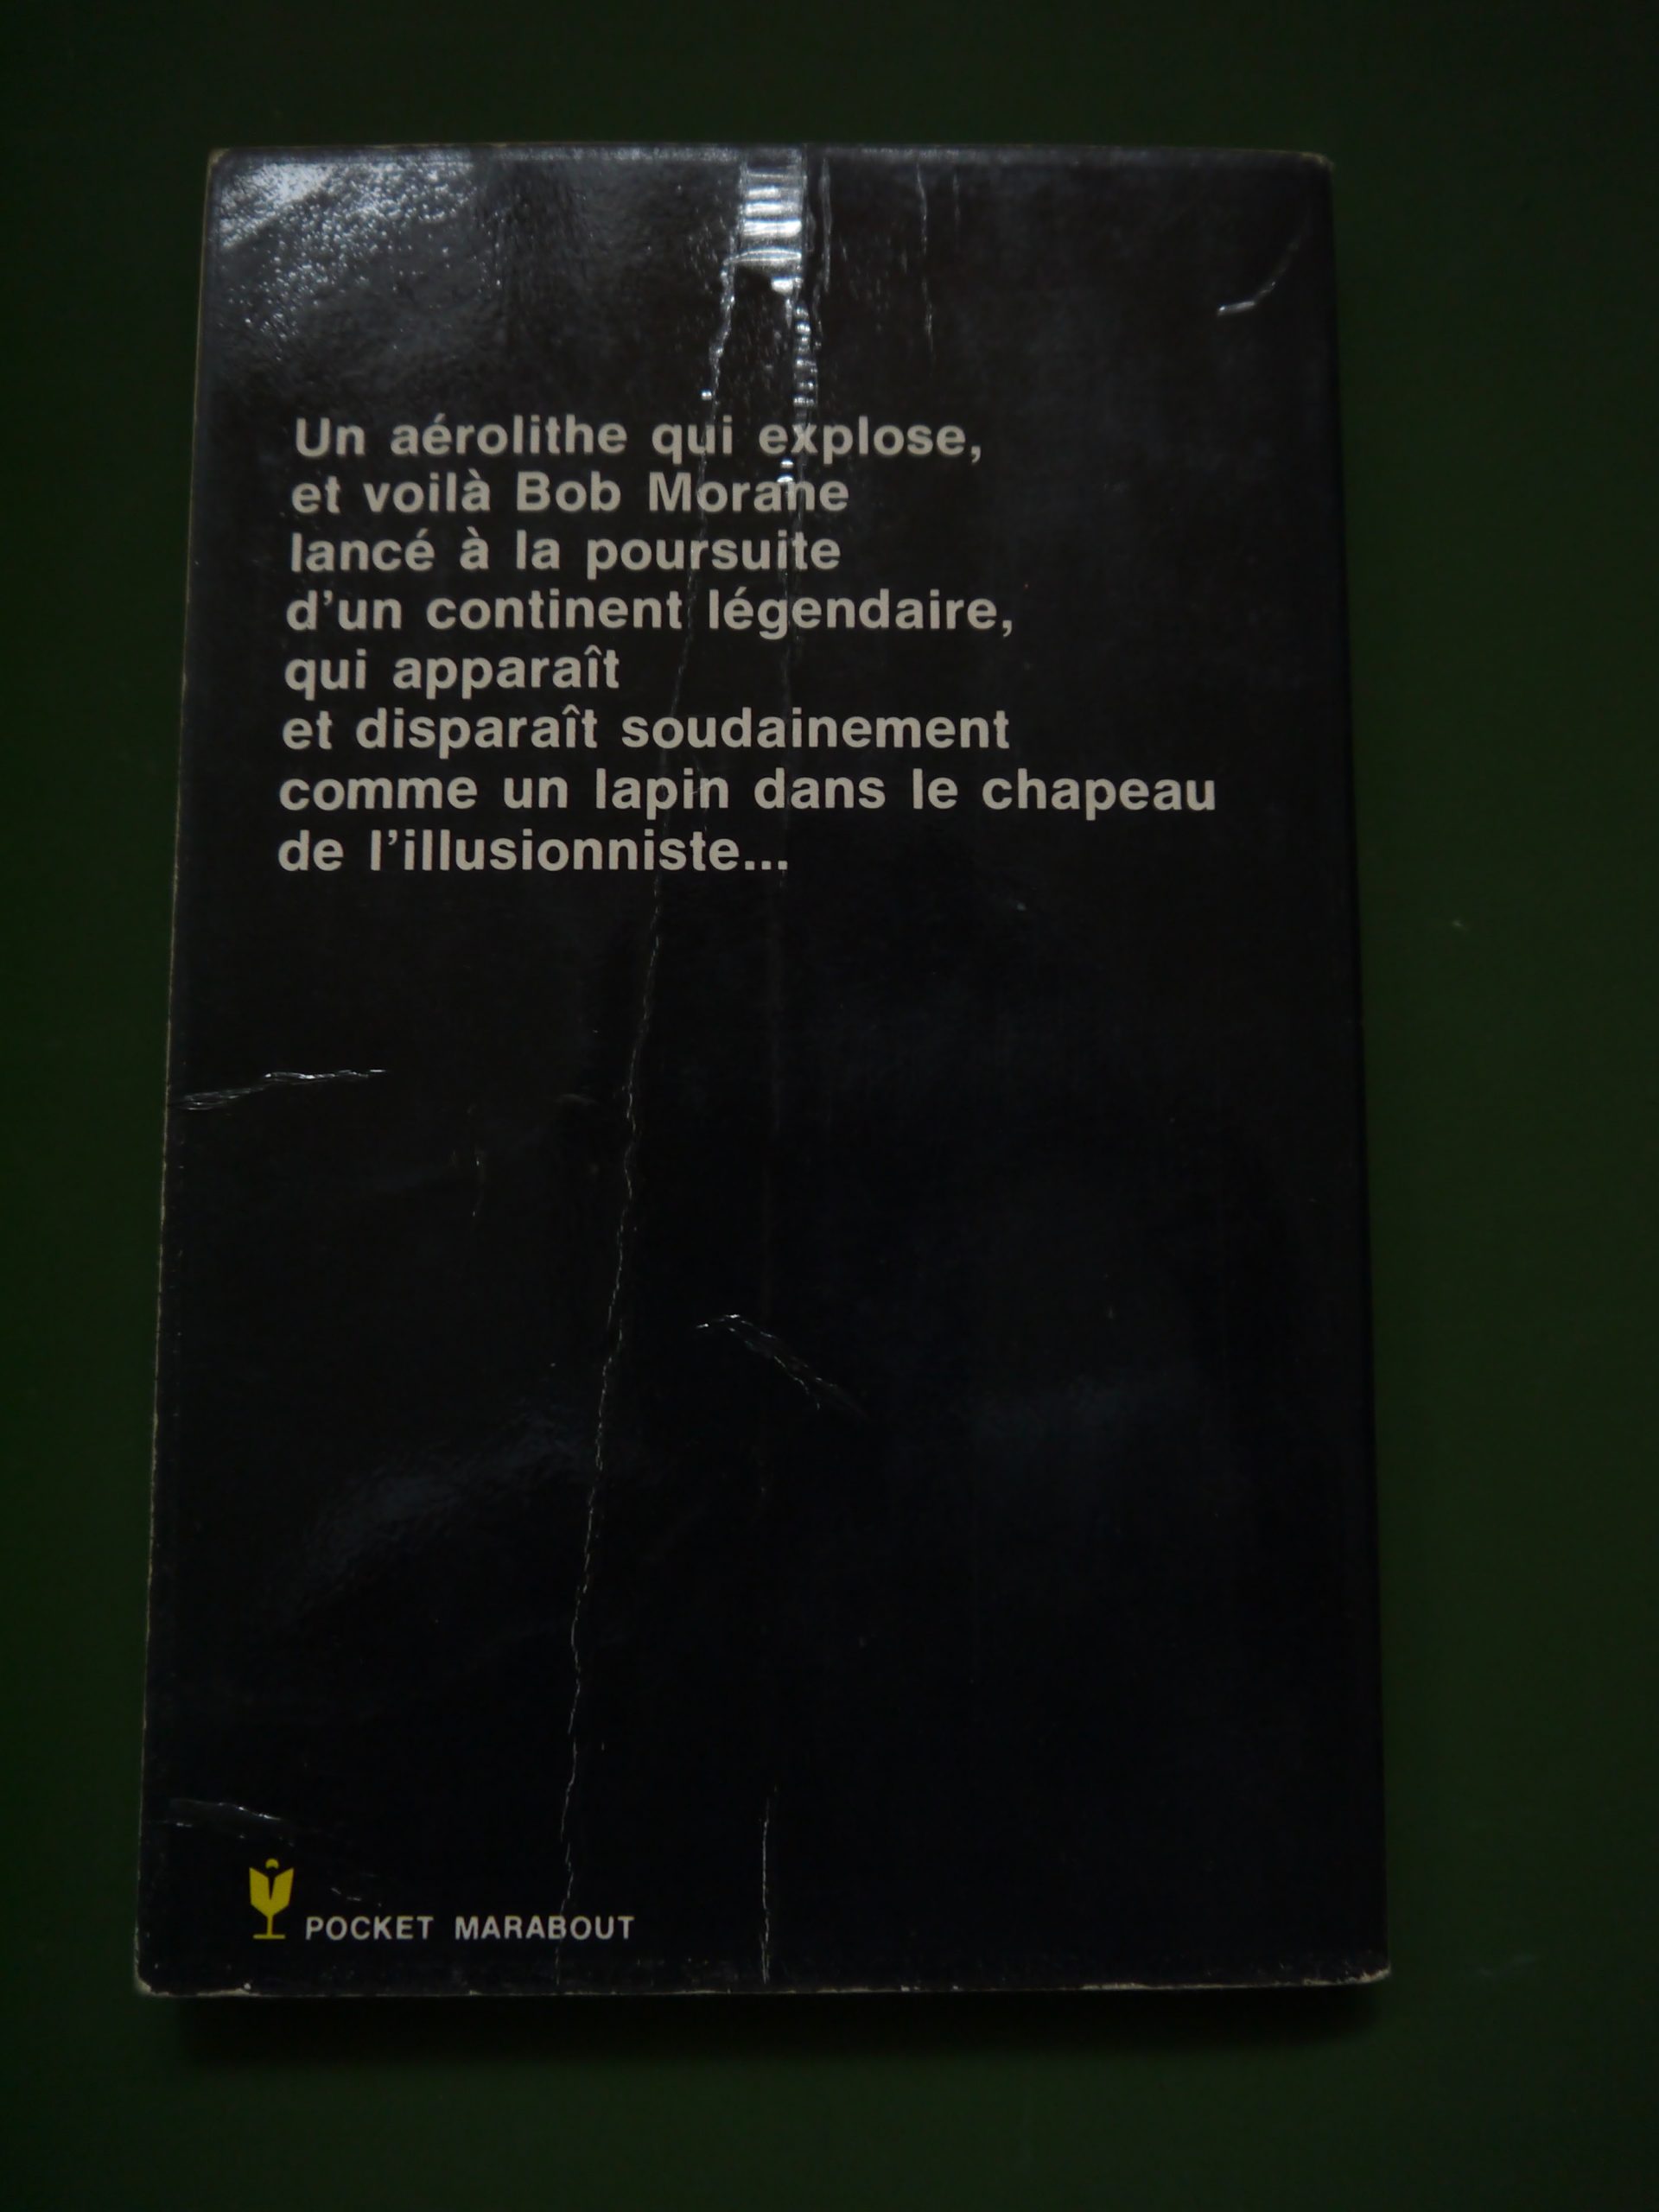 Un aérolithe qui explose,
et voilà Bob Morane
lancé à la poursuite
d'un continent légendaire,
qui apparaît
et disparaît soudainement
comme un lapin dans le chapeau
de l'illusionniste...
POCKET MARABOUT